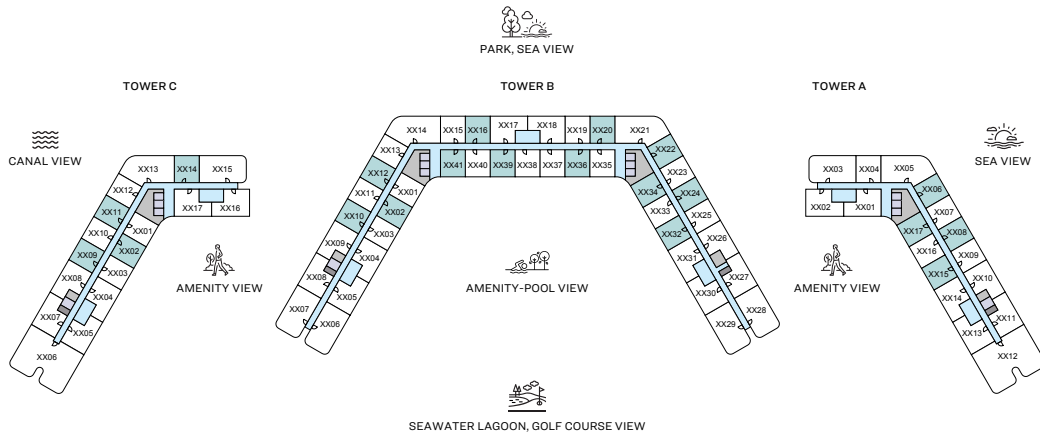 PARK, SEA VIEW
TOWER C
TOWER B
TOWER A
CANAL VIEW
SEA VIEW
XX13
XX14
XX15
XX12
XX11
XX10
XX09
XX08
XX07
XX06
XX17
XX16
XX01
XX02
XX03
XX04
XX05
AMENITY VIEW
XX14
XX15
XX16
XX17
XX18
XX19
XX20
XX21
XX13
XX12
XX11
XX10
XX09
XX08
XX07
XX06
XX05
XX04
XX03
XX02
XX01
XX41
XX40
XX39
XX38
XX37
XX36
XX35
XX22
XX23
XX24
XX25
XX26
XX27
XX28
XX29
XX30
XX31
XX32
XX33
XX34
AMENITY-POOL VIEW
XX03
XX04
XX05
XX02
XX01
XX06
XX07
XX08
XX09
XX10
XX11
XX12
XX13
XX14
XX15
XX16
XX17
AMENITY VIEW
SEAWATER LAGOON, GOLF COURSE VIEW